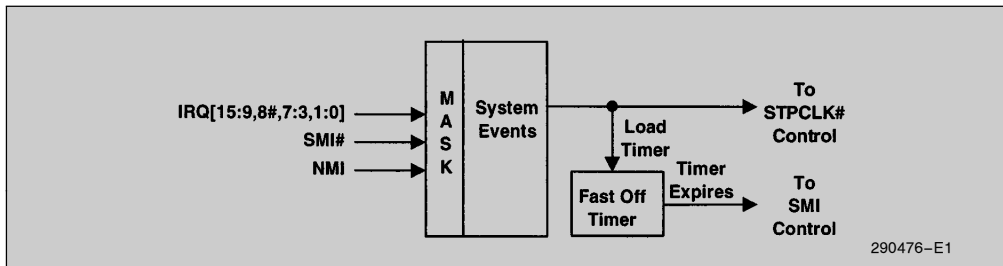 IRQ[15:9,8#,7:3,1:0]
SMI#
NMI
M
A
S
K
System
Events
Load
Timer
Fast Off
Timer
Timer
Expires
To
STPCLK#
Control
To
SMI
Control
290476–E1